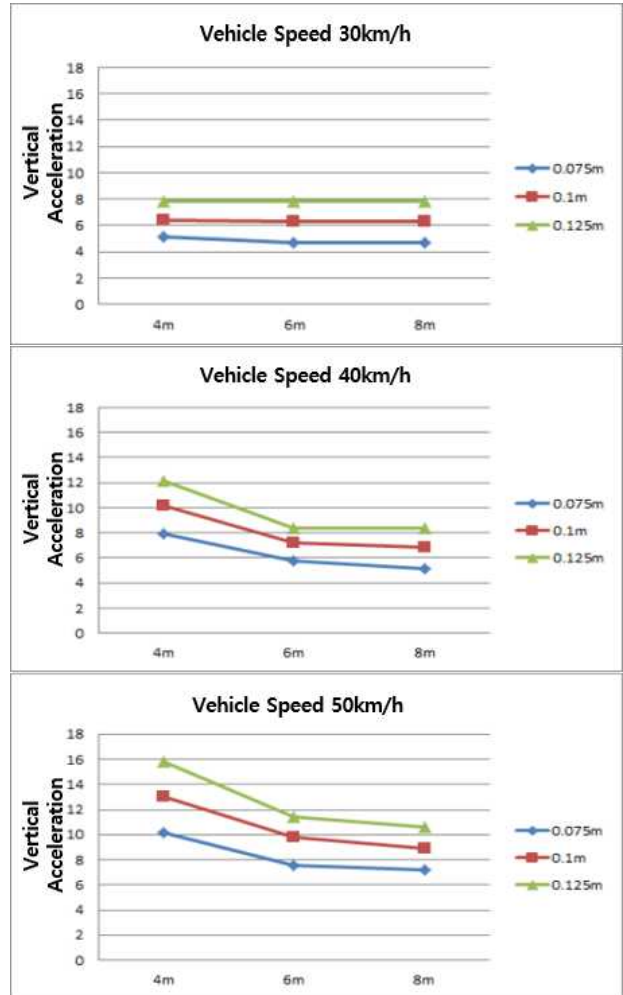 Vehicle Speed 30km/h
Vertical
Acceleration
18
16
14
12
10
8
6
4
2
0
4m
6m
8m
0.075m
0.1m
0.125m
Vehicle Speed 40km/h
Vertical
Acceleration
18
16
14
12
10
8
6
4
2
0
4m
6m
8m
0.075m
0.1m
0.125m
Vehicle Speed 50km/h
Vertical
Acceleration
18
16
14
12
10
8
6
4
2
0
4m
6m
8m
0.075m
0.1m
0.125m